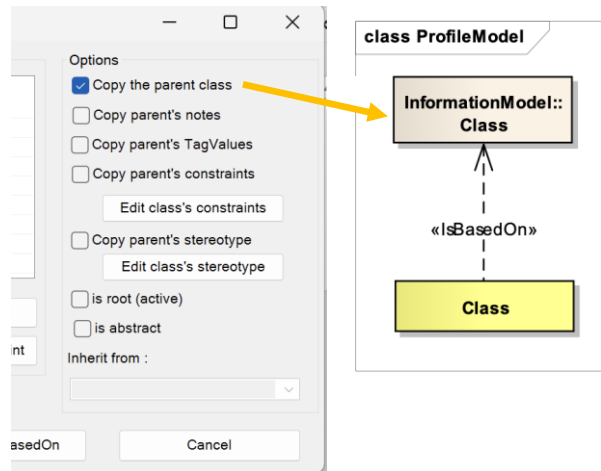 Options
Copy the parent class
Copy parent's notes
Copy parent's TagValues
Copy parent's constraints
Edit class's constraints
Copy parent's stereotype
Edit class's stereotype
is root (active)
is abstract
int
Inherit from :
asedOn
Cancel
class ProfileModel
InformationModel::
Class
«IsBasedOn»
Class